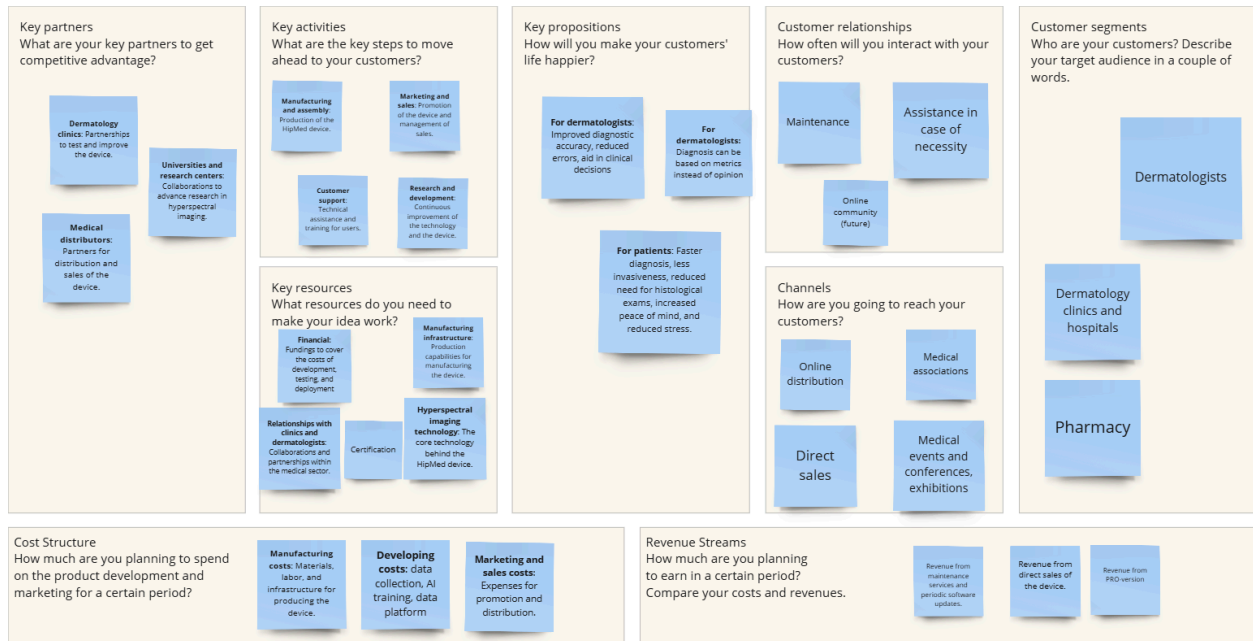 Key partners
What are your key partners to get
competitive advantage?
Dermatology
clinics: Partnerships
to test and improve
the device.
Universities and
research centers:
Collaborations to
advance research in
hyperspectral
imaging.
Medical
distributors:
Partners for
distribution and
sales of the
device.
Key activities
What are the key steps to move
ahead to your customers?
Manufacturing
and assembly:
Production of the
HipMed device.
Marketing and
sales: Promotion
of the device and
management of
sales.
Customer
support:
Technical
assistance and
training for users.
Research and
development:
Continuous
improvement of
the technology
and the device.
Key resources
What resources do you need to
make your idea work?
Financial:
Fundings to cover
the costs of
development,
testing, and
deployment
Manufacturing
infrastructure:
Production
capabilities for
manufacturing
the device.
Relationships with
clinics and
dermatologists:
Collaborations and
partnerships within
the medical sector.
Certification
Hyperspectral
imaging
technology: The
core technology
behind the
HipMed device.
Key propositions
How will you make your customers'
life happier?
For dermatologists:
Improved diagnostic
accuracy, reduced
errors, aid in clinical
decisions
For
dermatologists:
Diagnosis can be
based on metrics
instead of opinion
For patients: Faster
diagnosis, less
invasiveness, reduced
need for histological
exams, increased
peace of mind, and
reduced stress.
Customer relationships
How often will you interact with your
customers?
Maintenance
Assistance in
case of
necessity
Online
community
(future)
Channels
How are you going to reach your
customers?
Online
distribution
Medical
associations
Direct
sales
Medical
events and
conferences,
exhibitions
Customer segments
Who are your customers? Describe
your target audience in a couple of
words.
Dermatologists
Dermatology
clinics and
hospitals
Pharmacy
Cost Structure
How much are you planning to spend
on the product development and
marketing for a certain period?
Manufacturing
costs: Materials,
labor, and
infrastructure for
producing the
device.
Developing
costs: data
collection, AI
training, data
platform
Marketing and
sales costs:
Expenses for
promotion and
distribution.
Revenue Streams
How much are you planning
to earn in a certain period?
Compare your costs and revenues.
Revenue from
maintenance
services and
periodic software
updates.
Revenue from
direct sales of
the device.
Revenue from
PRO-version